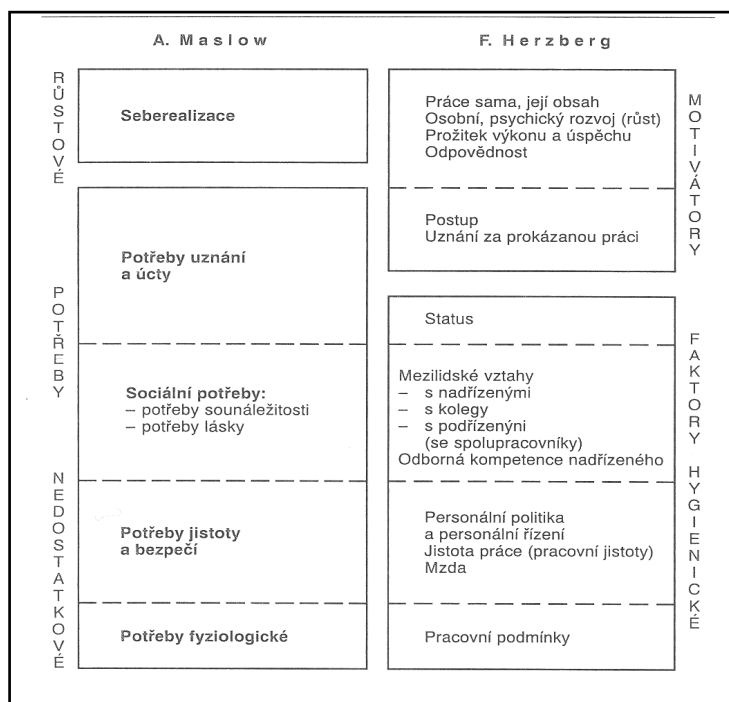 A. Maslow
F. Herzberg
RŮSTOVÉ
Seberealizace
Práce sama, její obsah
Osobní, psychický rozvoj (růst)
Prožitek výkonu a úspěchu
Odpovědnost
MOTIVÁTORY
Potřeby uznání
a úcty
Postup
Uznání za prokázanou práci
POTŘEBY
Status
Sociální potřeby:
– potřeby sounáležitosti
– potřeby lásky
Mezilidské vztahy
– s nadřízenými
– s kolegy
– s podřízenýni
(se spolupracovníky)
Odborná kompetence nadřízeného
FAKTORY HYGIENICKÉ
NEDOSTATKOVÉ
Potřeby jistoty
a bezpečí
Personální politika
a personální řízení
Jistota práce (pracovní jistoty)
Mzda
Potřeby fyziologické
Pracovní podmínky